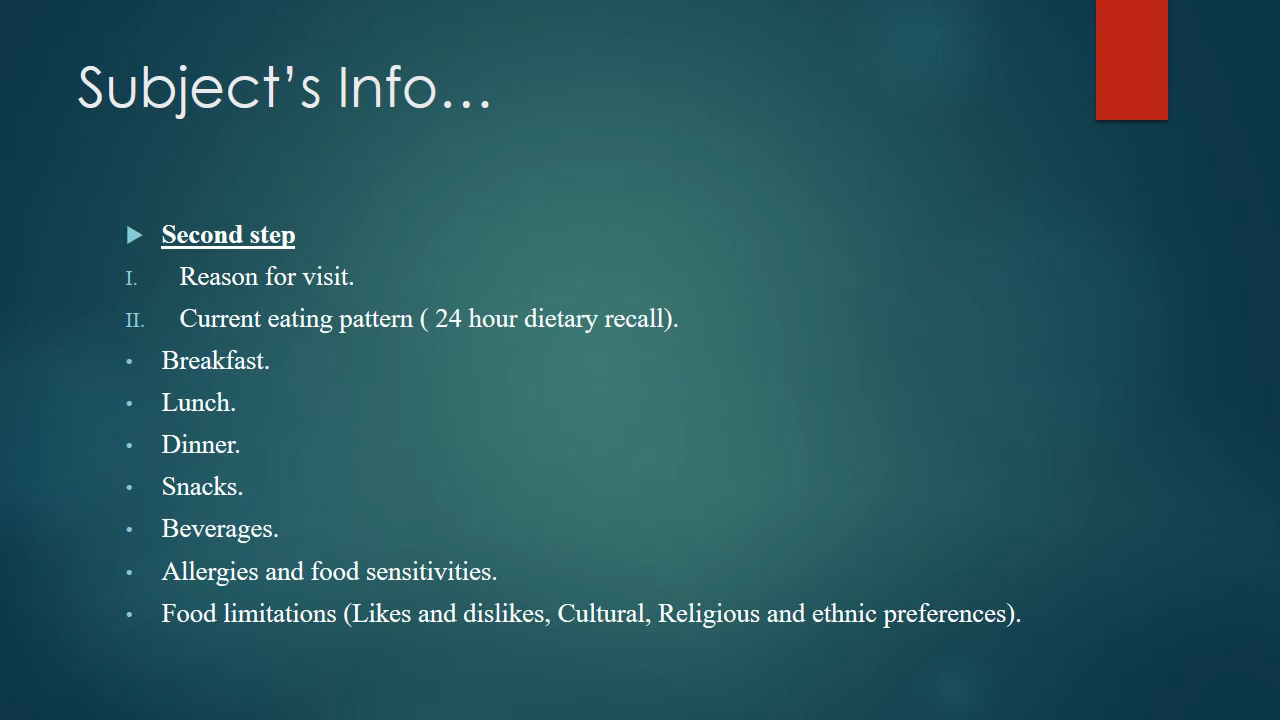 Subject’s Info…
Second step
I. Reason for visit.
II. Current eating pattern ( 24 hour dietary recall).
• Breakfast.
• Lunch.
• Dinner.
• Snacks.
• Beverages.
• Allergies and food sensitivities.
• Food limitations (Likes and dislikes, Cultural, Religious and ethnic preferences).